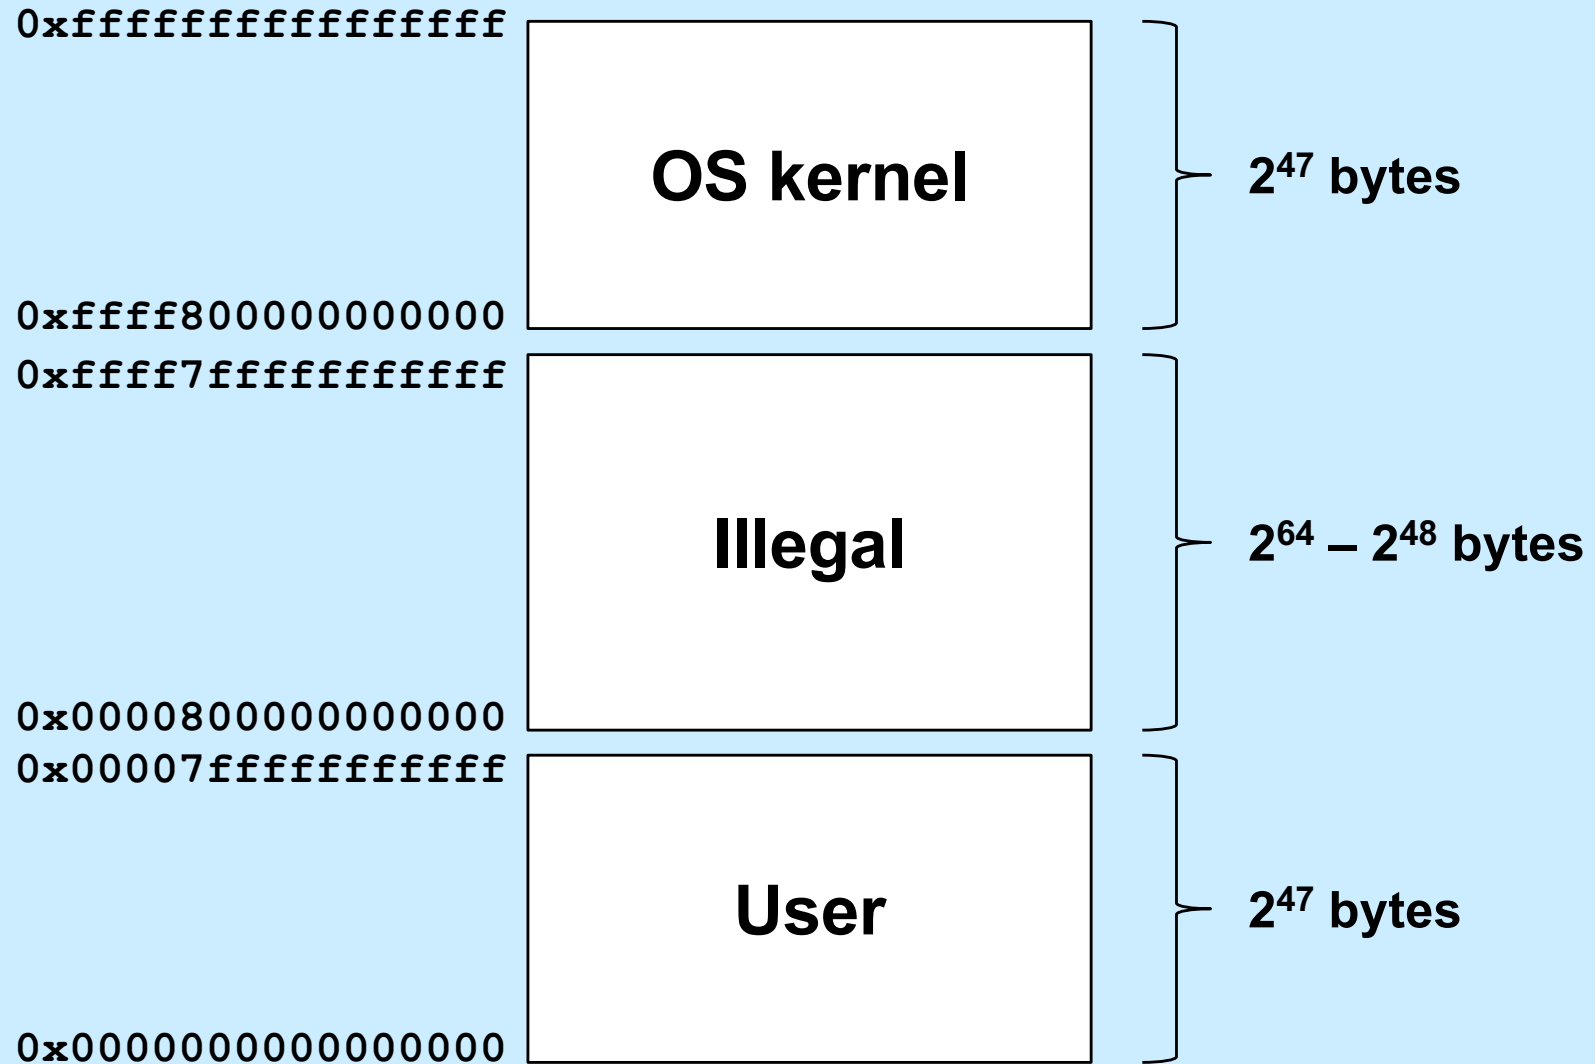 0xffffffffffffffff
OS kernel
2⁴⁷ bytes
0xffff800000000000
0xffff7fffffffffff
Illegal
2⁶⁴ – 2⁴⁸ bytes
0x0000800000000000
0x00007fffffffffff
User
2⁴⁷ bytes
0x0000000000000000